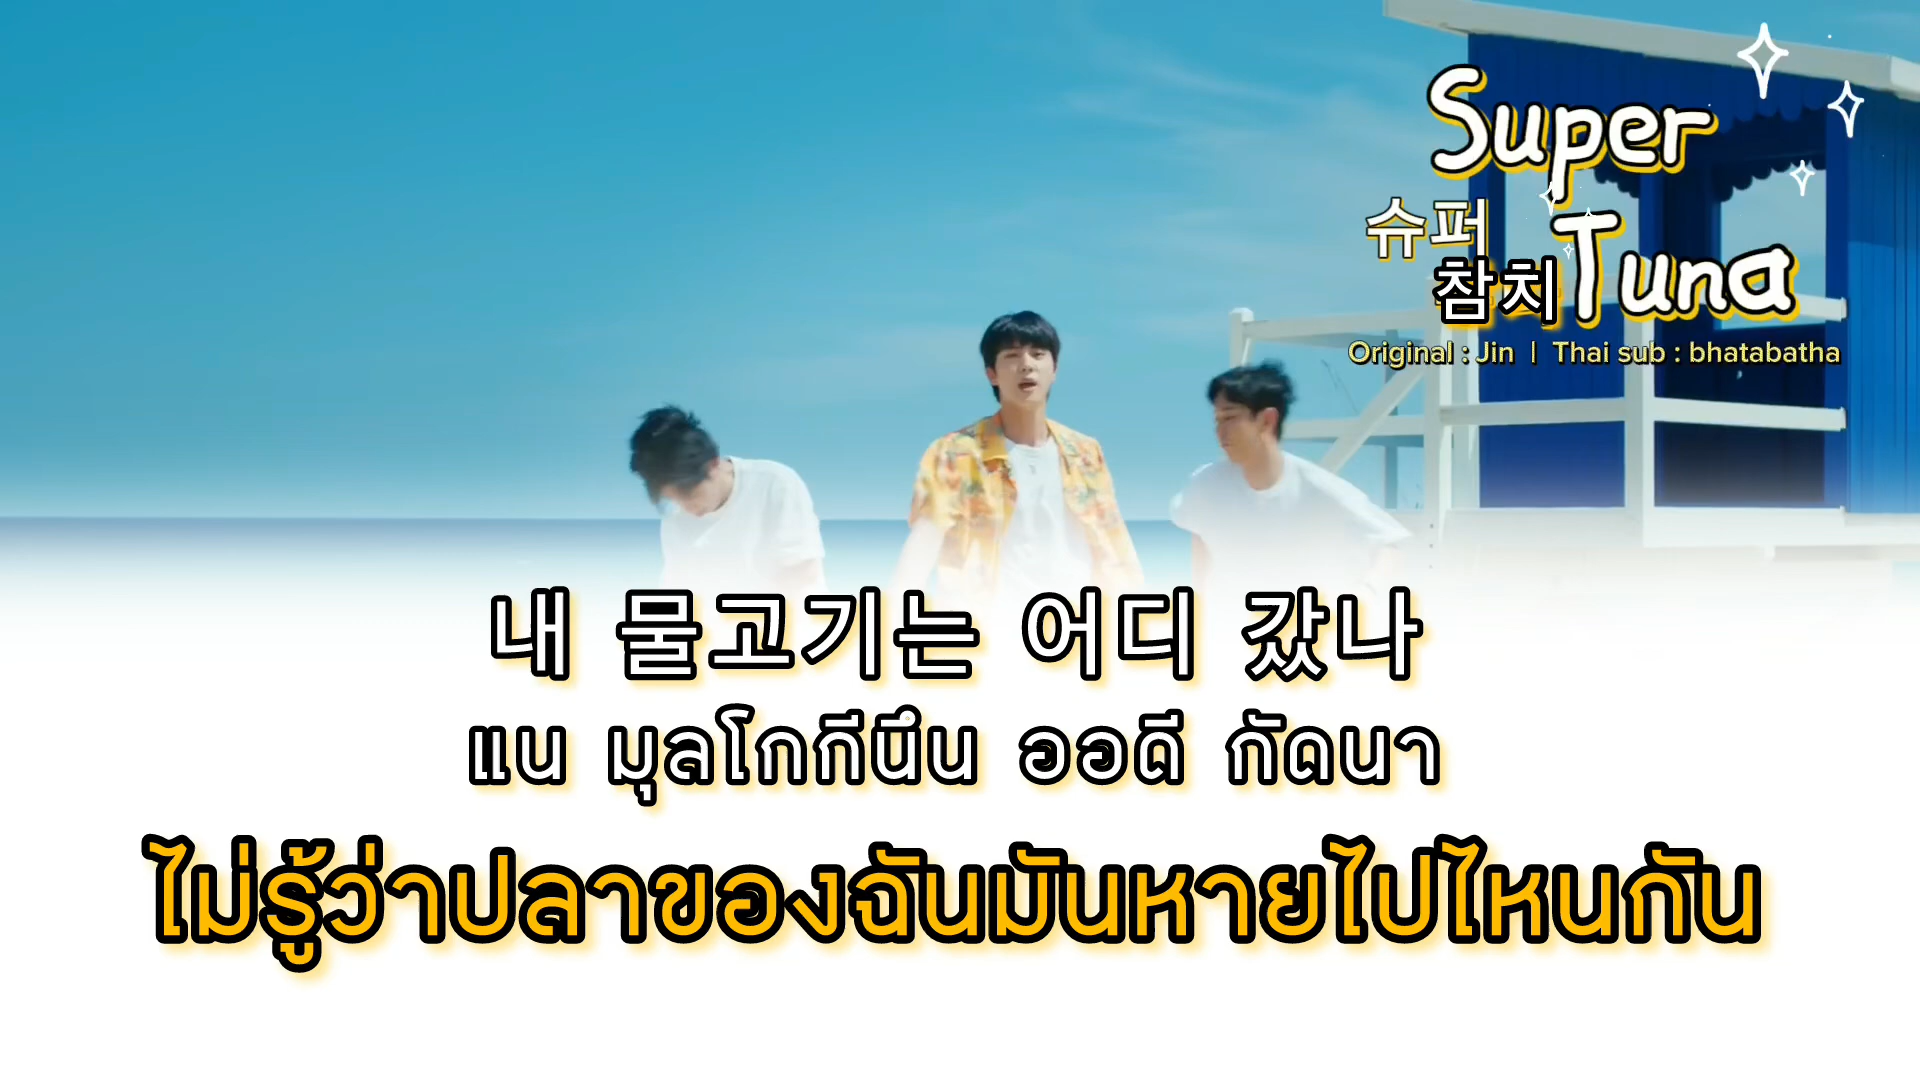 Super
슈퍼
참치 Tuna
Original : Jin | Thai sub : bhatabatha
내 물고기는 어디 갔나
แน มุลโกกีนึน ออดี กัดนา
ไม่รู้ว่าปลาของฉันมันหายไปไหนกัน